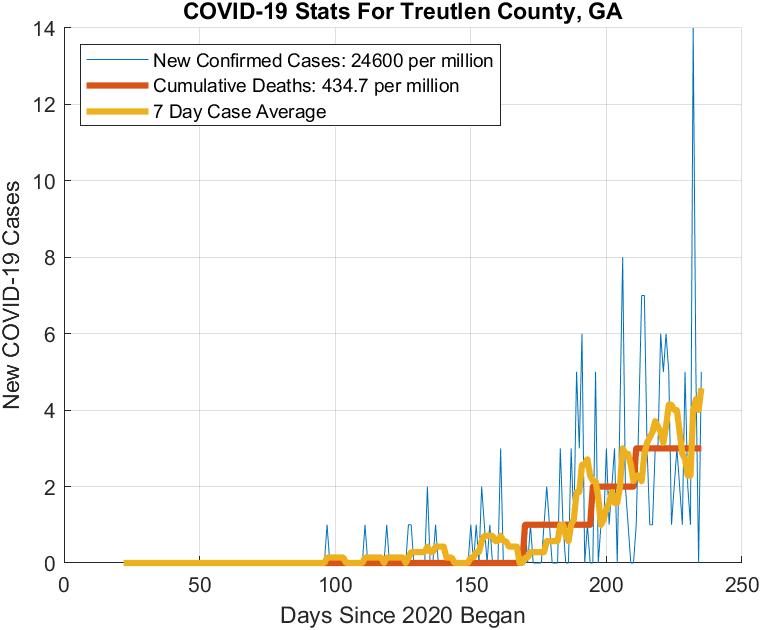 COVID-19 Stats For Treutlen County, GA
New Confirmed Cases: 24600 per million
Cumulative Deaths: 434.7 per million
7 Day Case Average
New COVID-19 Cases
14
12
10
8
6
4
2
0
0 50 100 150 200 250
Days Since 2020 Began